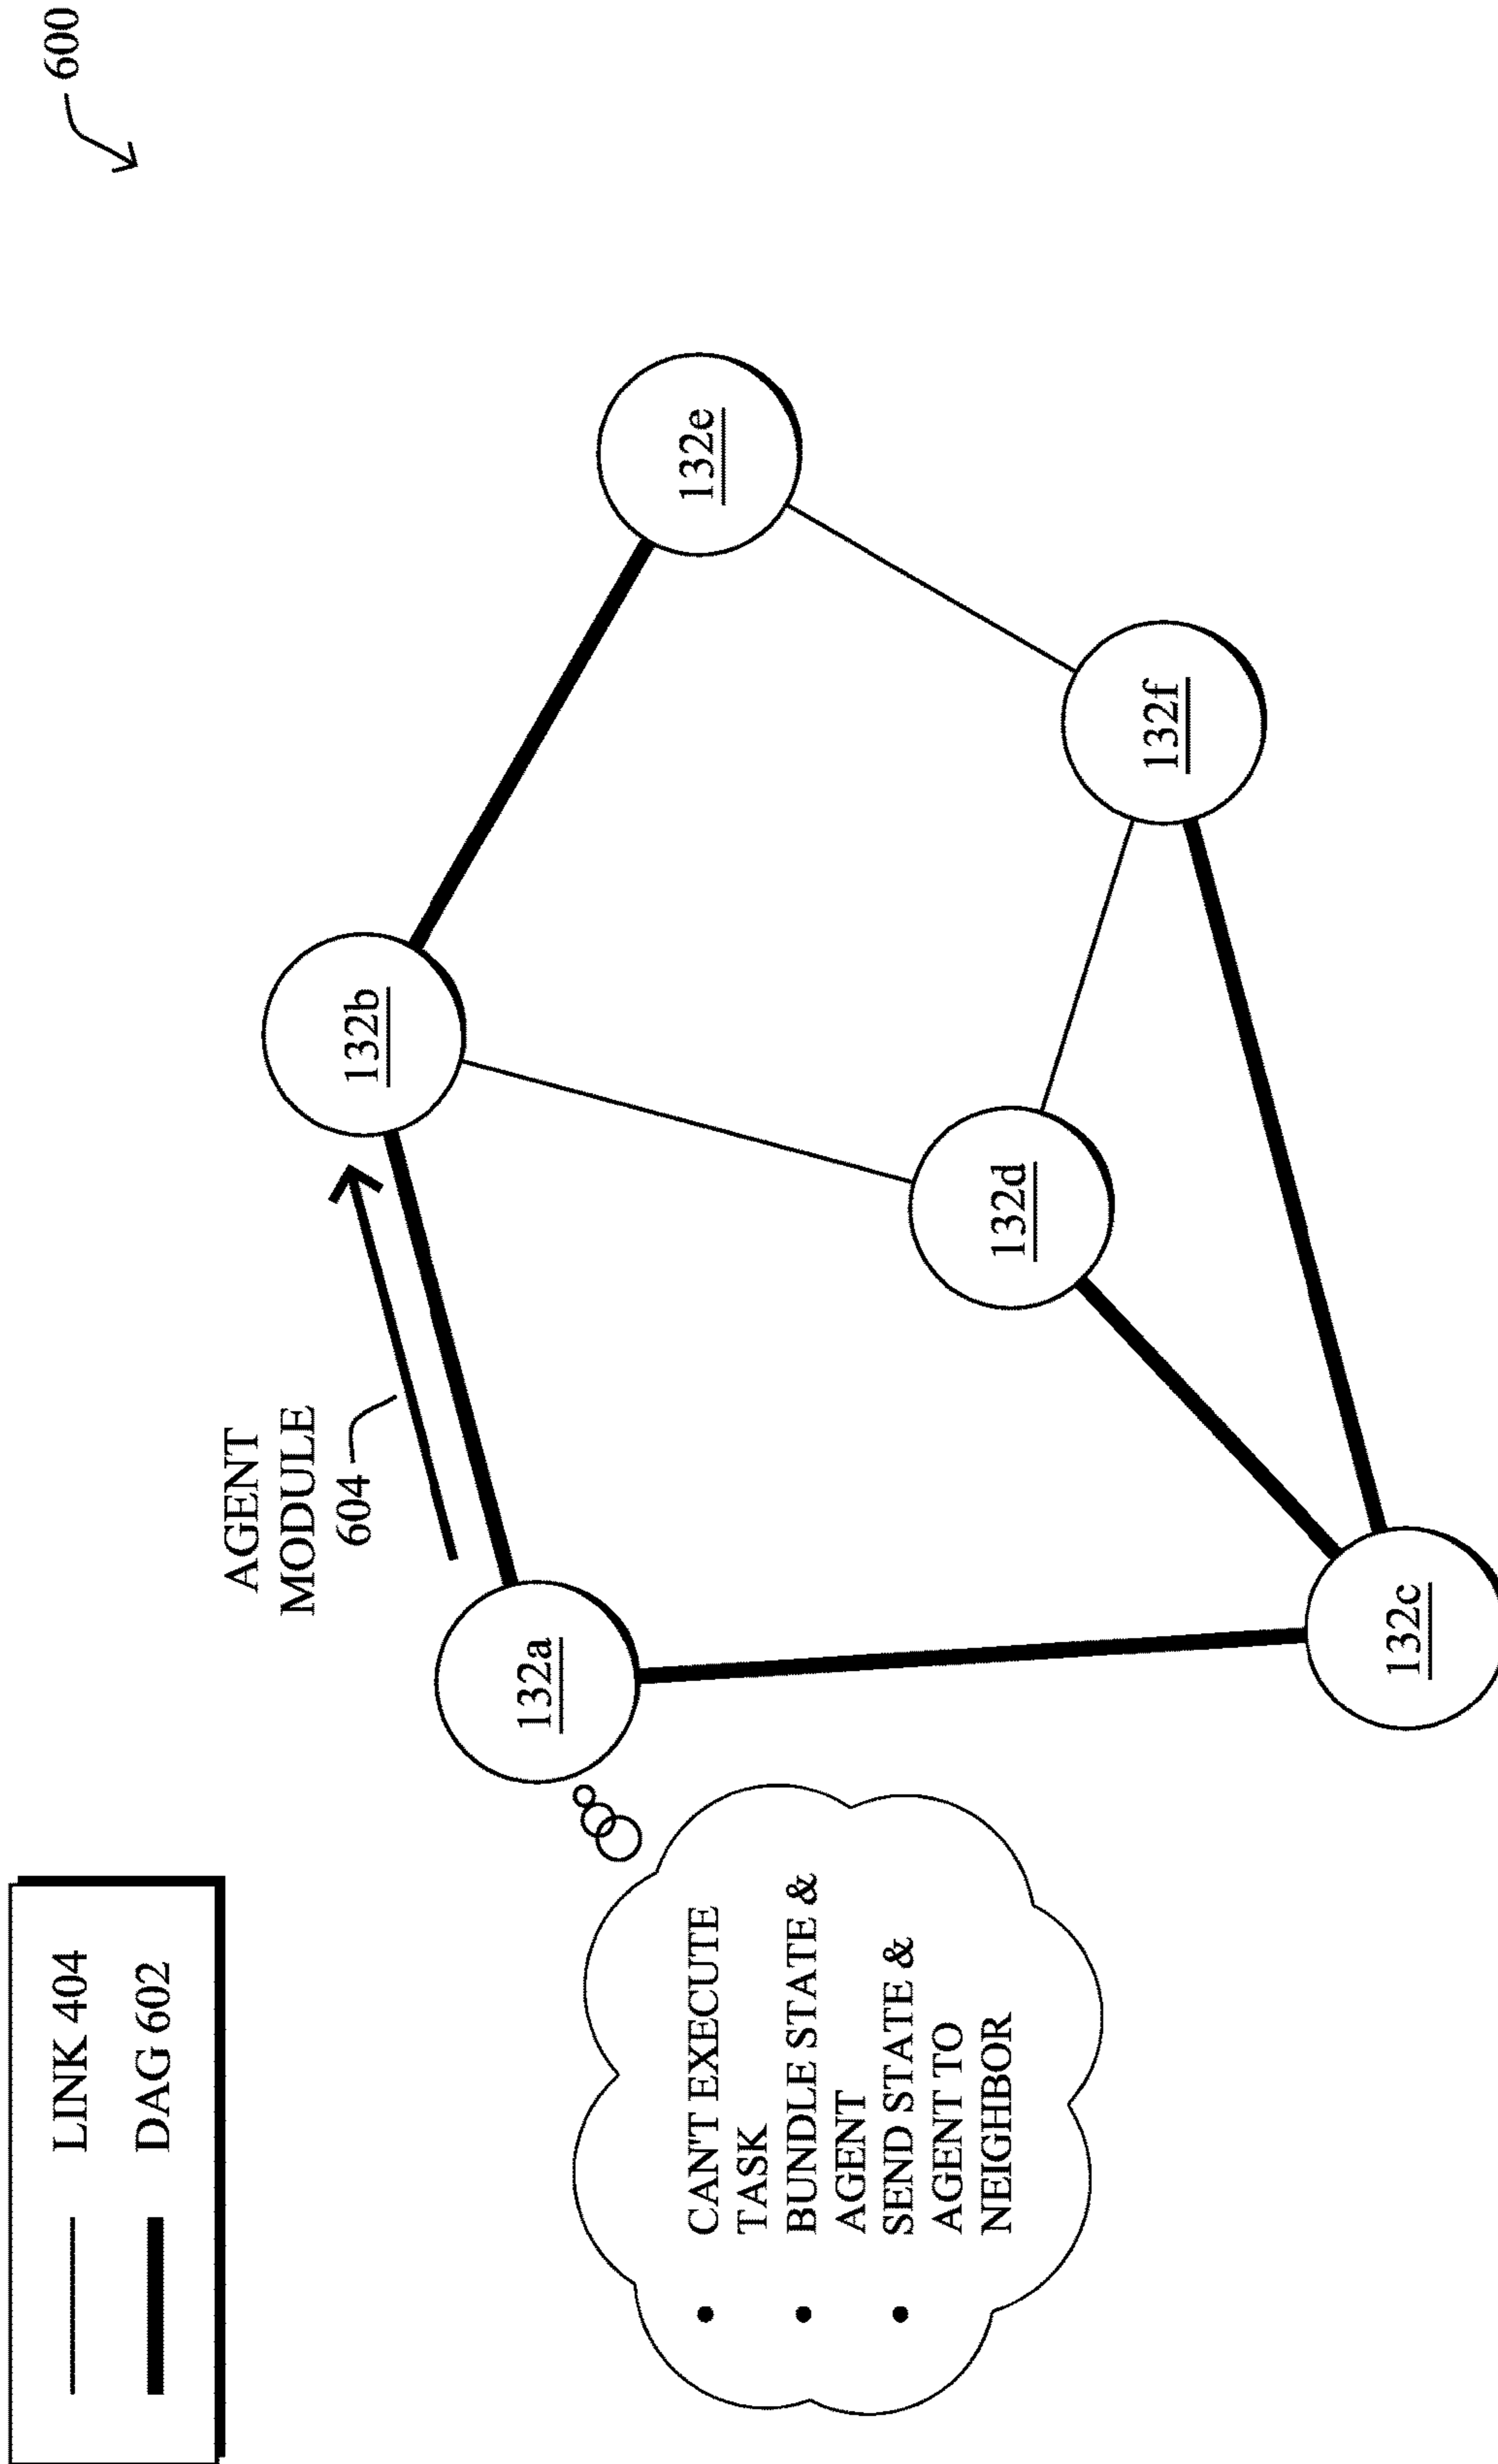 600
LINK 404
DAG 602
AGENT
MODULE
604
132a
132b
132c
132d
132e
132f
• CAN'T EXECUTE
TASK
• BUNDLE STATE &
AGENT
• SEND STATE &
AGENT TO
NEIGHBOR